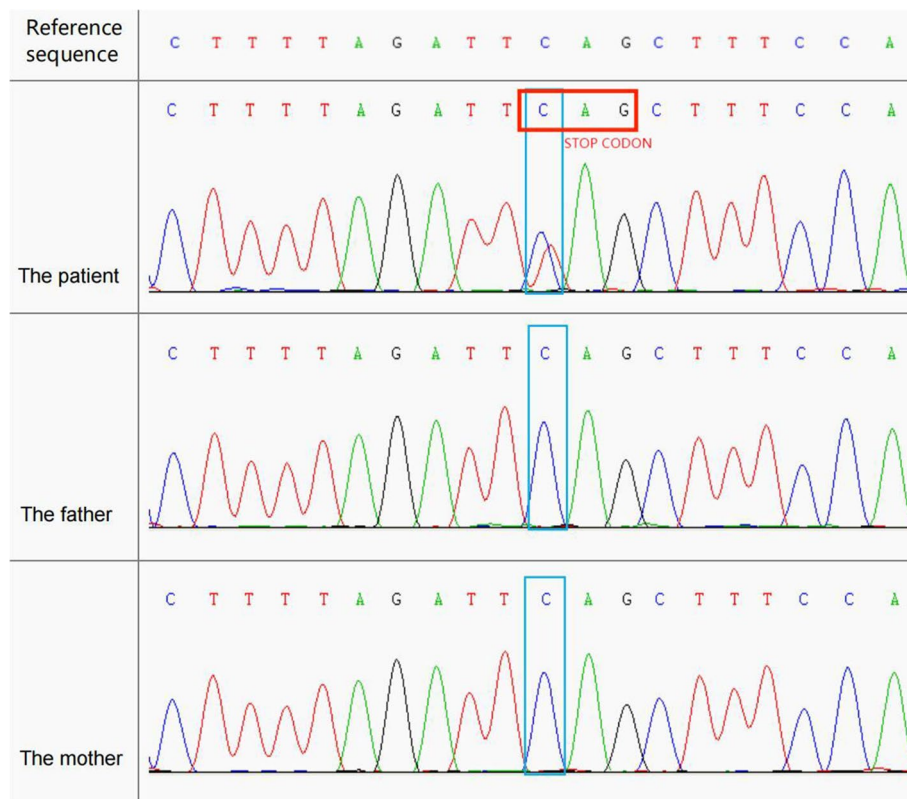 Reference
sequence
C T T T T A G A T T C A G C T T T C C A
C T T T T A G A T T C A G C T T T C C A
STOP CODON
The patient
C T T T T A G A T T C A G C T T T C C A
The father
C T T T T A G A T T C A G C T T T C C A
The mother